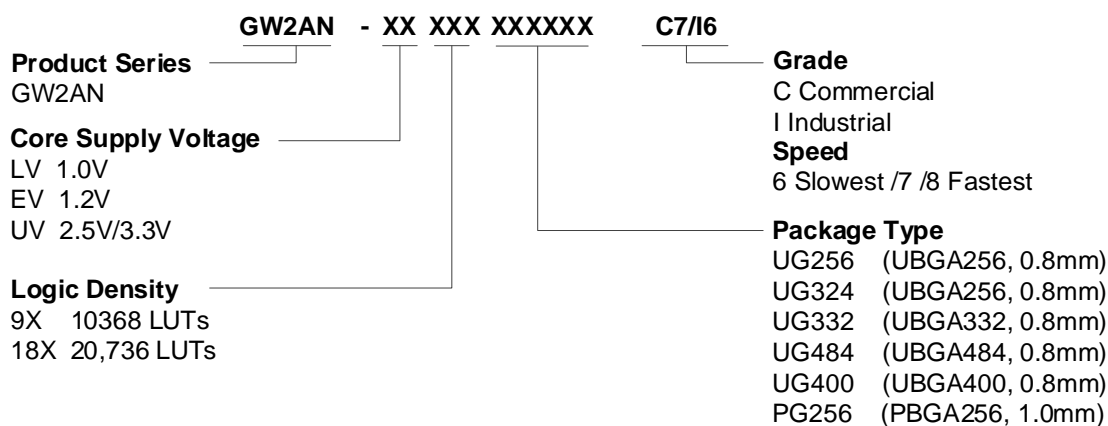 GW2AN - XX XXX XXXXXX C7/I6
Product Series
GW2AN
Core Supply Voltage
LV 1.0V
EV 1.2V
UV 2.5V/3.3V
Logic Density
9X 10368 LUTs
18X 20,736 LUTs
Grade
C Commercial
I Industrial
Speed
6 Slowest /7 /8 Fastest
Package Type
UG256 (UBGA256, 0.8mm)
UG324 (UBGA256, 0.8mm)
UG332 (UBGA332, 0.8mm)
UG484 (UBGA484, 0.8mm)
UG400 (UBGA400, 0.8mm)
PG256 (PBGA256, 1.0mm)